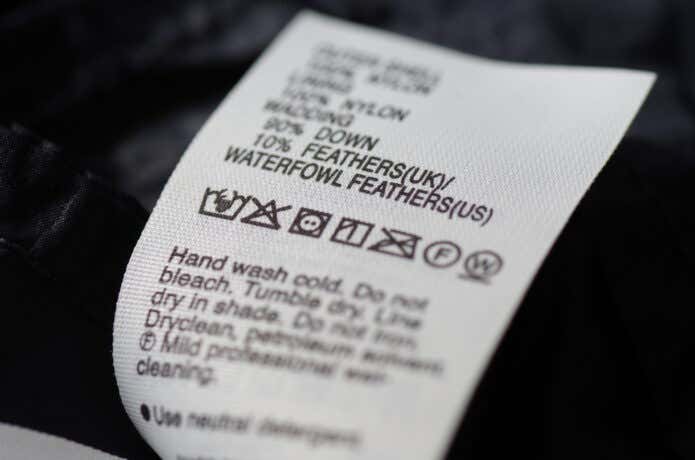 OUTER SHELL
100% NYLON
LINING
100% NYLON
WADDING
90% DOWN
10% FEATHERS(UK)/
WATERFOWL FEATHERS(US)
F W
Hand wash cold. Do not
bleach. Tumble dry. Line
dry in shade. Do not iron.
Dryclean, petroleum solvent.
Ⓕ Mild professional wet
cleaning.
●Use neutral detergent.